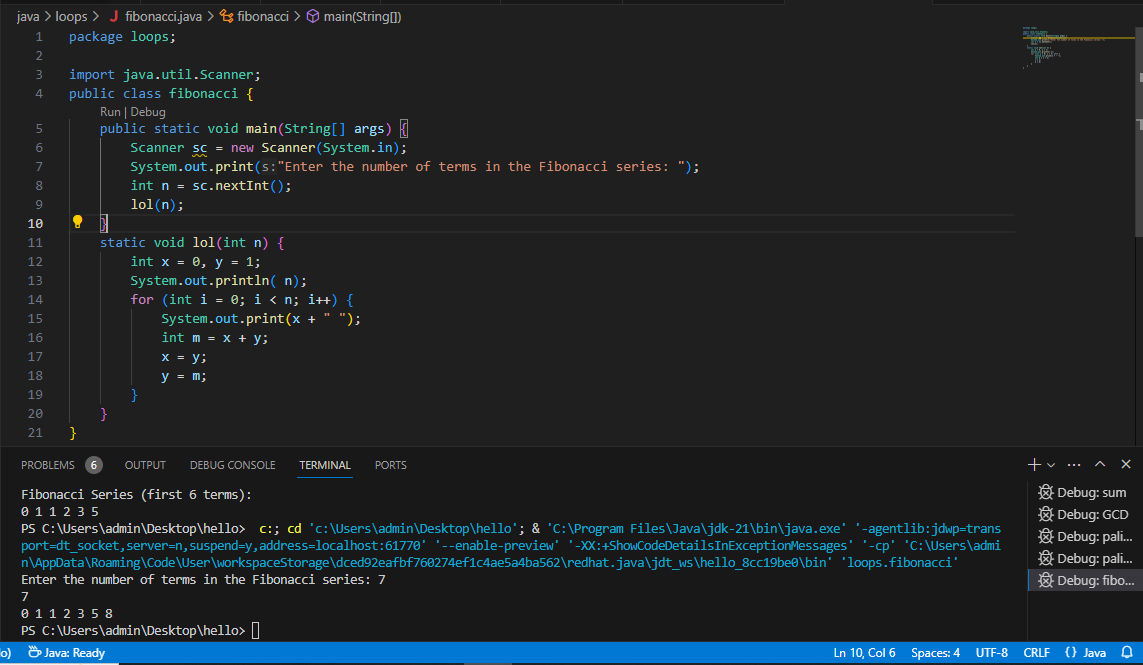 java > loops > J fibonacci.java > fibonacci > main(String[])
1 package loops;
2
3 import java.util.Scanner;
4 public class fibonacci {
Run | Debug
5 public static void main(String[] args) {
6 Scanner sc = new Scanner(System.in);
7 System.out.print(s:"Enter the number of terms in the Fibonacci series: ");
8 int n = sc.nextInt();
9 lol(n);
10 }
11 static void lol(int n) {
12 int x = 0, y = 1;
13 System.out.println( n);
14 for (int i = 0; i < n; i++) {
15 System.out.print(x + " ");
16 int m = x + y;
17 x = y;
18 y = m;
19 }
20 }
21 }
PROBLEMS 6 OUTPUT DEBUG CONSOLE TERMINAL PORTS
Fibonacci Series (first 6 terms):
0 1 1 2 3 5
PS C:\Users\admin\Desktop\hello> c:; cd 'c:\Users\admin\Desktop\hello'; & 'C:\Program Files\Java\jdk-21\bin\java.exe' '-agentlib:jdwp=trans
port=dt_socket,server=n,suspend=y,address=localhost:61770' '--enable-preview' '-XX:+ShowCodeDetailsInExceptionMessages' '-cp' 'C:\Users\admi
n\AppData\Roaming\Code\User\workspaceStorage\dced92eafbf760274ef1c4ae5a4ba562\redhat.java\jdt_ws\hello_8cc19be0\bin' 'loops.fibonacci'
Enter the number of terms in the Fibonacci series: 7
7
0 1 1 2 3 5 8
PS C:\Users\admin\Desktop\hello>
Debug: sum
Debug: GCD
Debug: pali...
Debug: pali...
Debug: fibo...
lo) Java: Ready Ln 10, Col 6 Spaces: 4 UTF-8 CRLF {} Java